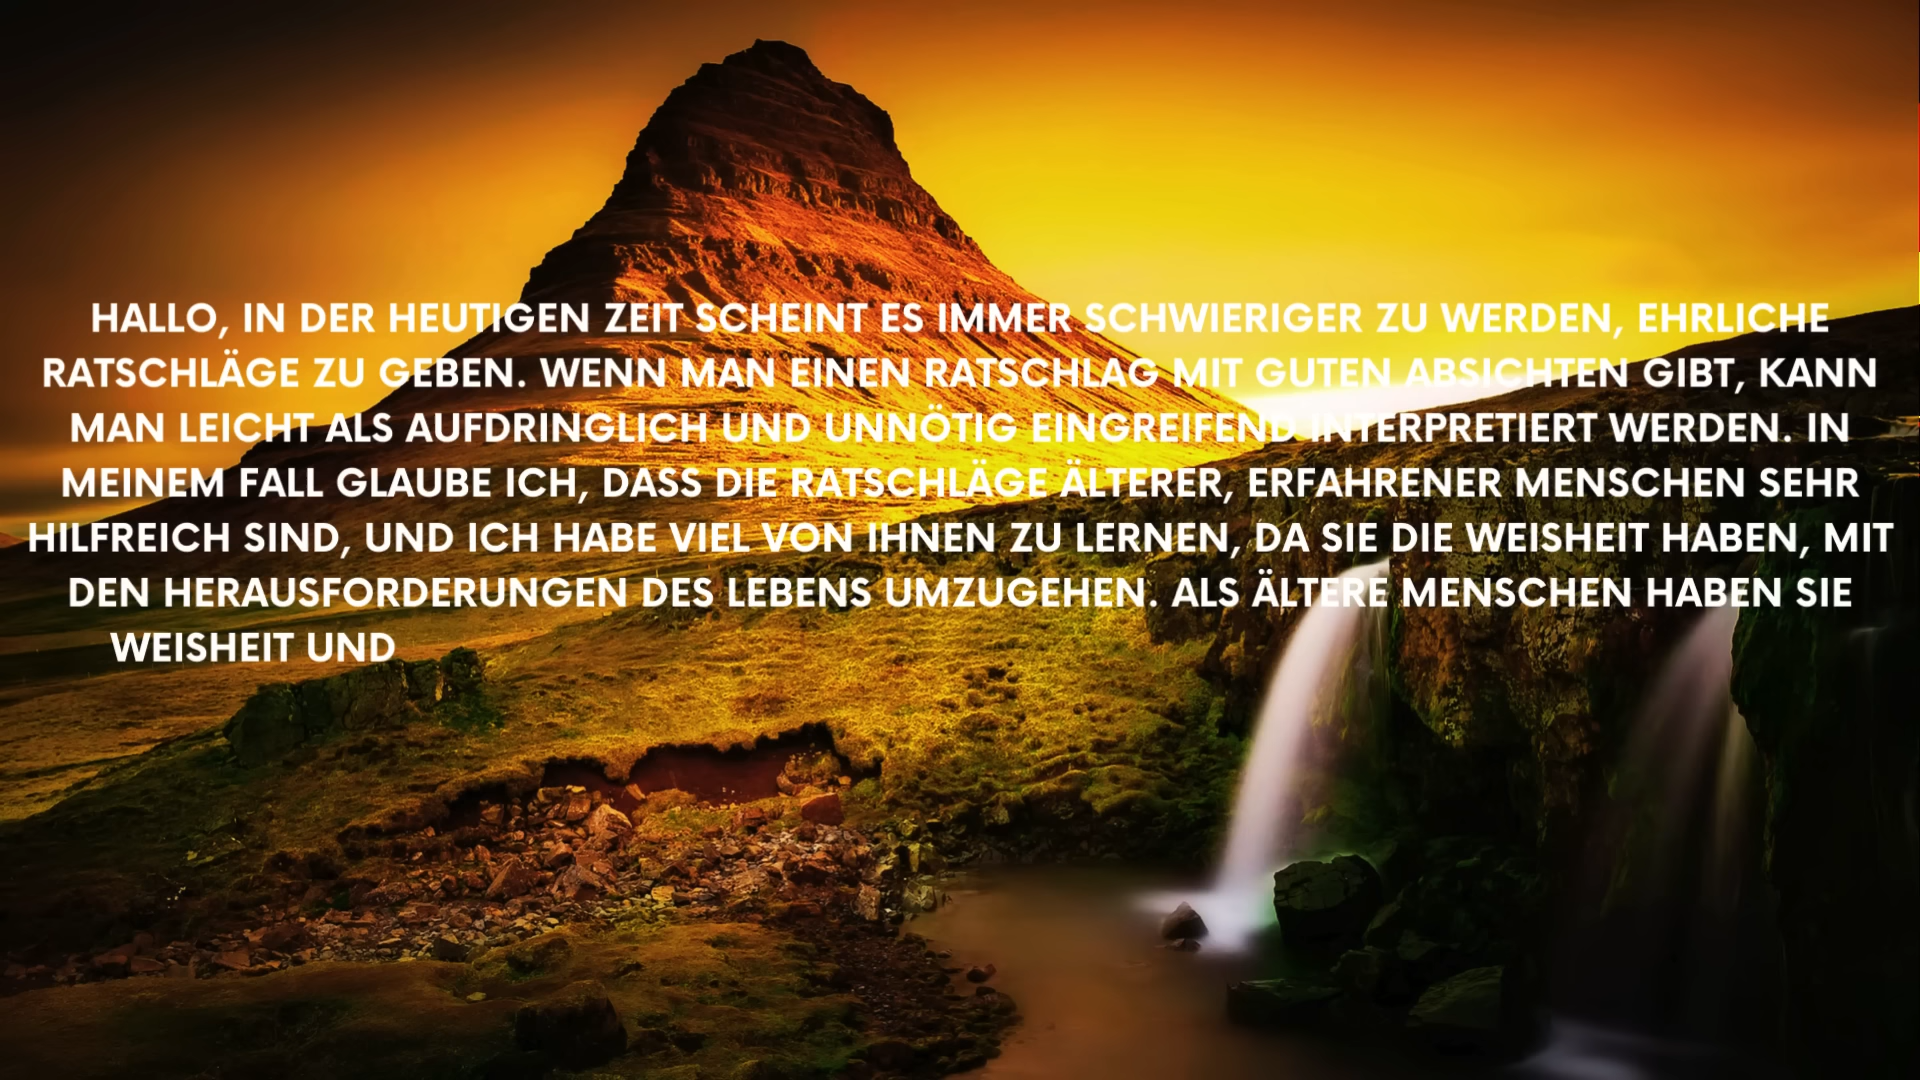 HALLO, IN DER HEUTIGEN ZEIT SCHEINT ES IMMER SCHWIERIGER ZU WERDEN, EHRLICHE
RATSCHLÄGE ZU GEBEN. WENN MAN EINEN RATSCHLAG MIT GUTEN ABSICHTEN GIBT, KANN
MAN LEICHT ALS AUFDRINGLICH UND UNNÖTIG EINGREIFEND INTERPRETIERT WERDEN. IN
MEINEM FALL GLAUBE ICH, DASS DIE RATSCHLÄGE ÄLTERER, ERFAHRENER MENSCHEN SEHR
HILFREICH SIND, UND ICH HABE VIEL VON IHNEN ZU LERNEN, DA SIE DIE WEISHEIT HABEN, MIT
DEN HERAUSFORDERUNGEN DES LEBENS UMZUGEHEN. ALS ÄLTERE MENSCHEN HABEN SIE
WEISHEIT UND